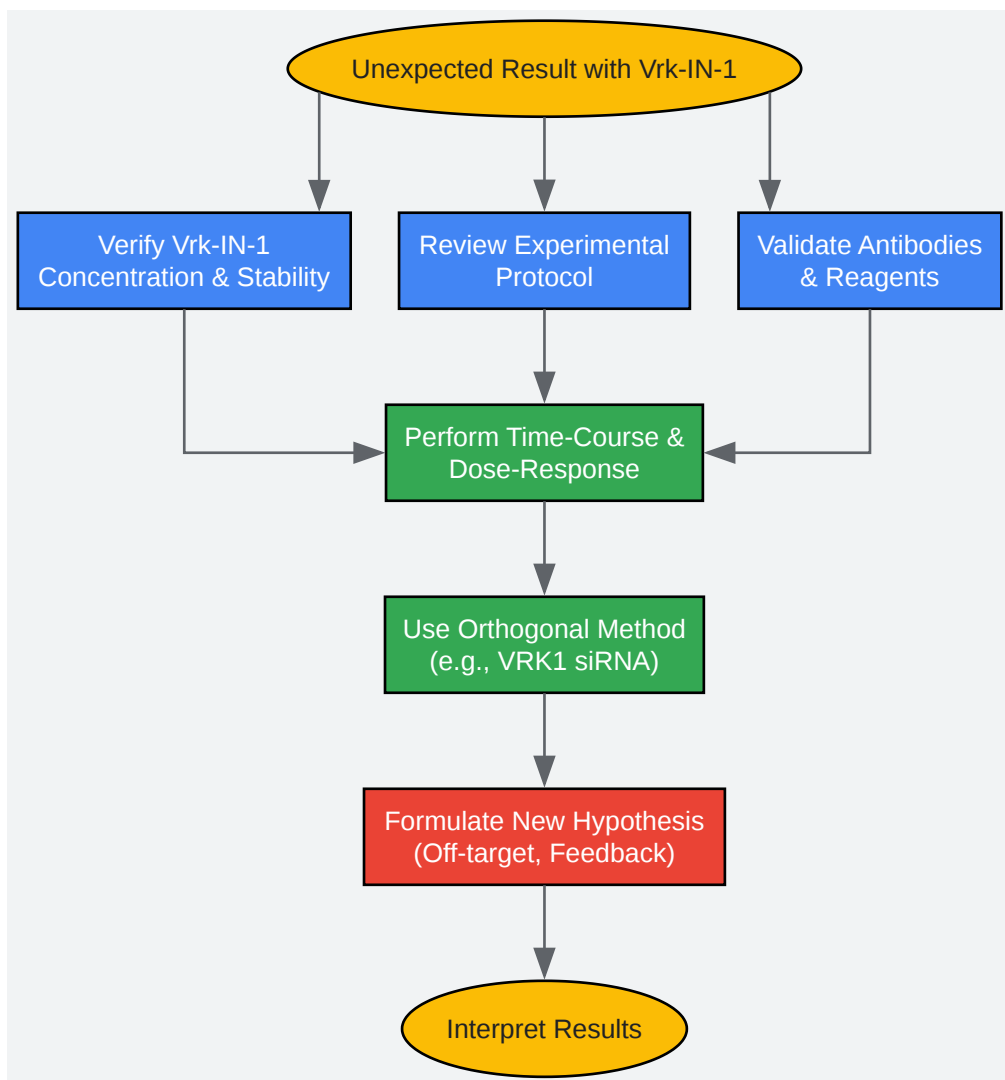 Unexpected Result with Vrk-IN-1
Verify Vrk-IN-1
Concentration & Stability
Review Experimental
Protocol
Validate Antibodies
& Reagents
Perform Time-Course &
Dose-Response
Use Orthogonal Method
(e.g., VRK1 siRNA)
Formulate New Hypothesis
(Off-target, Feedback)
Interpret Results